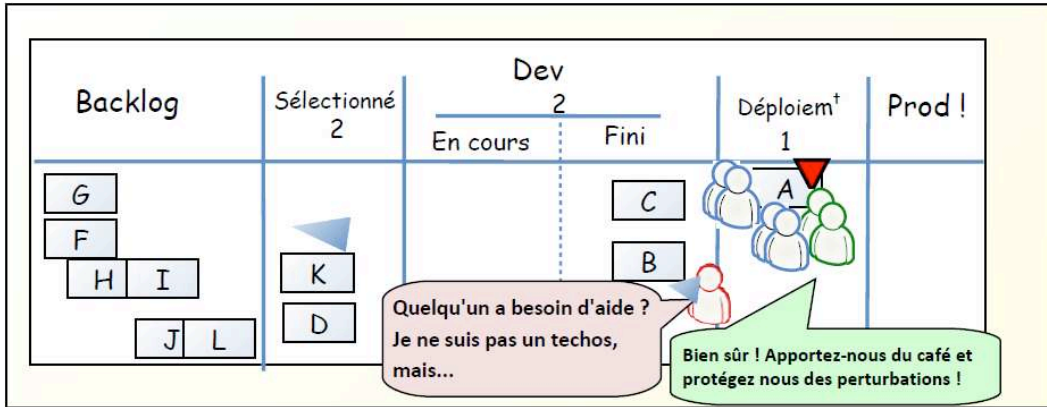 Backlog
Sélectionné
2
Dev
2
En cours
Fini
Déploiem†
1
Prod !
G
F
H I
J L
K
D
C
B
A
Quelqu'un a besoin d'aide ?
Je ne suis pas un techos,
mais...
Bien sûr ! Apportez-nous du café et
protégez nous des perturbations !